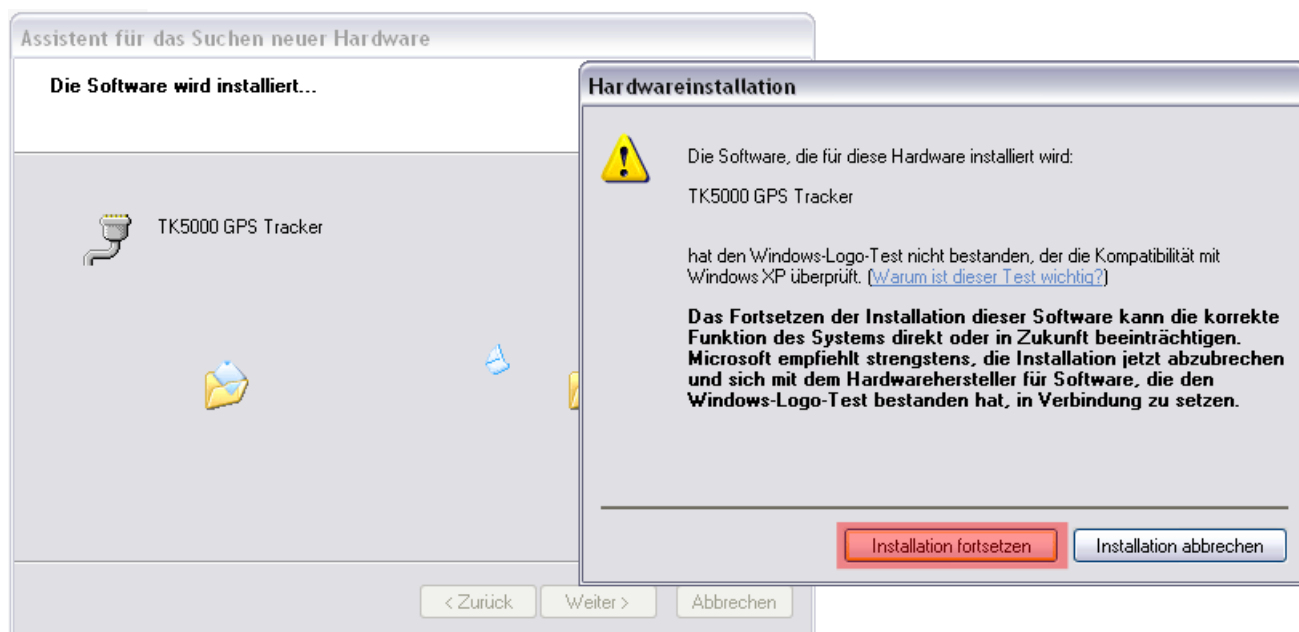 Assistent für das Suchen neuer Hardware
Die Software wird installiert...
TK5000 GPS Tracker
< Zurück
Weiter >
Abbrechen
Hardwareinstallation
Die Software, die für diese Hardware installiert wird:
TK5000 GPS Tracker
hat den Windows-Logo-Test nicht bestanden, der die Kompatibilität mit
Windows XP überprüft. (Warum ist dieser Test wichtig?)
Das Fortsetzen der Installation dieser Software kann die korrekte
Funktion des Systems direkt oder in Zukunft beeinträchtigen.
Microsoft empfiehlt strengstens, die Installation jetzt abzubrechen
und sich mit dem Hardwarehersteller für Software, die den
Windows-Logo-Test bestanden hat, in Verbindung zu setzen.
Installation fortsetzen
Installation abbrechen